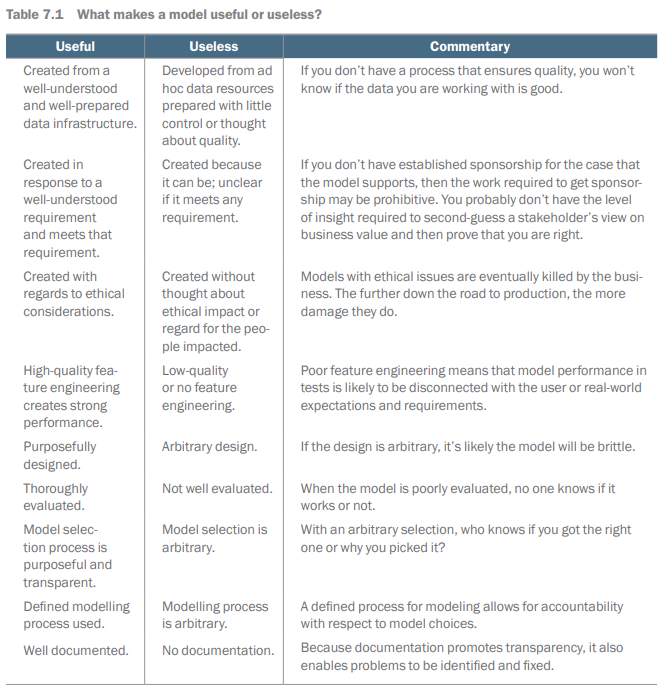 Table 7.1 What makes a model useful or useless?
Useful Useless Commentary
Created from a
well-understood
and well-prepared
data infrastructure.
Developed from ad
hoc data resources
prepared with little
control or thought
about quality.
If you don't have a process that ensures quality, you won't
know if the data you are working with is good.
Created in
response to a
well-understood
requirement
and meets that
requirement.
Created because
it can be; unclear
if it meets any
requirement.
If you don't have established sponsorship for the case that
the model supports, then the work required to get sponsor-
ship may be prohibitive. You probably don't have the level
of insight required to second-guess a stakeholder's view on
business value and then prove that you are right.
Created with
regards to ethical
considerations.
Created without
thought about
ethical impact or
regard for the peo-
ple impacted.
Models with ethical issues are eventually killed by the busi-
ness. The further down the road to production, the more
damage they do.
High-quality fea-
ture engineering
creates strong
performance.
Low-quality
or no feature
engineering.
Poor feature engineering means that model performance in
tests is likely to be disconnected with the user or real-world
expectations and requirements.
Purposefully
designed.
Arbitrary design.
If the design is arbitrary, it's likely the model will be brittle.
Thoroughly
evaluated.
Not well evaluated.
When the model is poorly evaluated, no one knows if it
works or not.
Model selec-
tion process is
purposeful and
transparent.
Model selection is
arbitrary.
With an arbitrary selection, who knows if you got the right
one or why you picked it?
Defined modelling
process used.
Modelling process
is arbitrary.
A defined process for modeling allows for accountability
with respect to model choices.
Well documented.
No documentation.
Because documentation promotes transparency, it also
enables problems to be identified and fixed.